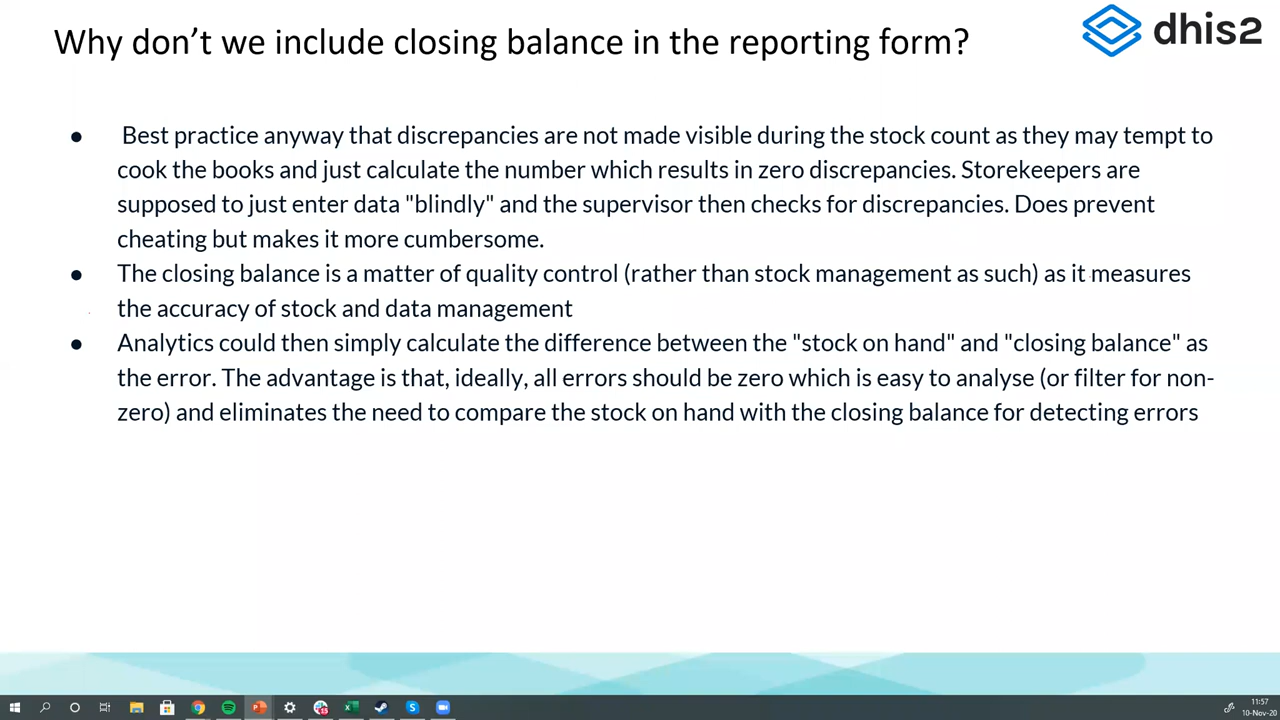 Why don't we include closing balance in the reporting form?
dhis2
● Best practice anyway that discrepancies are not made visible during the stock count as they may tempt to
cook the books and just calculate the number which results in zero discrepancies. Storekeepers are
supposed to just enter data "blindly" and the supervisor then checks for discrepancies. Does prevent
cheating but makes it more cumbersome.
● The closing balance is a matter of quality control (rather than stock management as such) as it measures
the accuracy of stock and data management
● Analytics could then simply calculate the difference between the "stock on hand" and "closing balance" as
the error. The advantage is that, ideally, all errors should be zero which is easy to analyse (or filter for non-
zero) and eliminates the need to compare the stock on hand with the closing balance for detecting errors
11:57
10-Nov-20